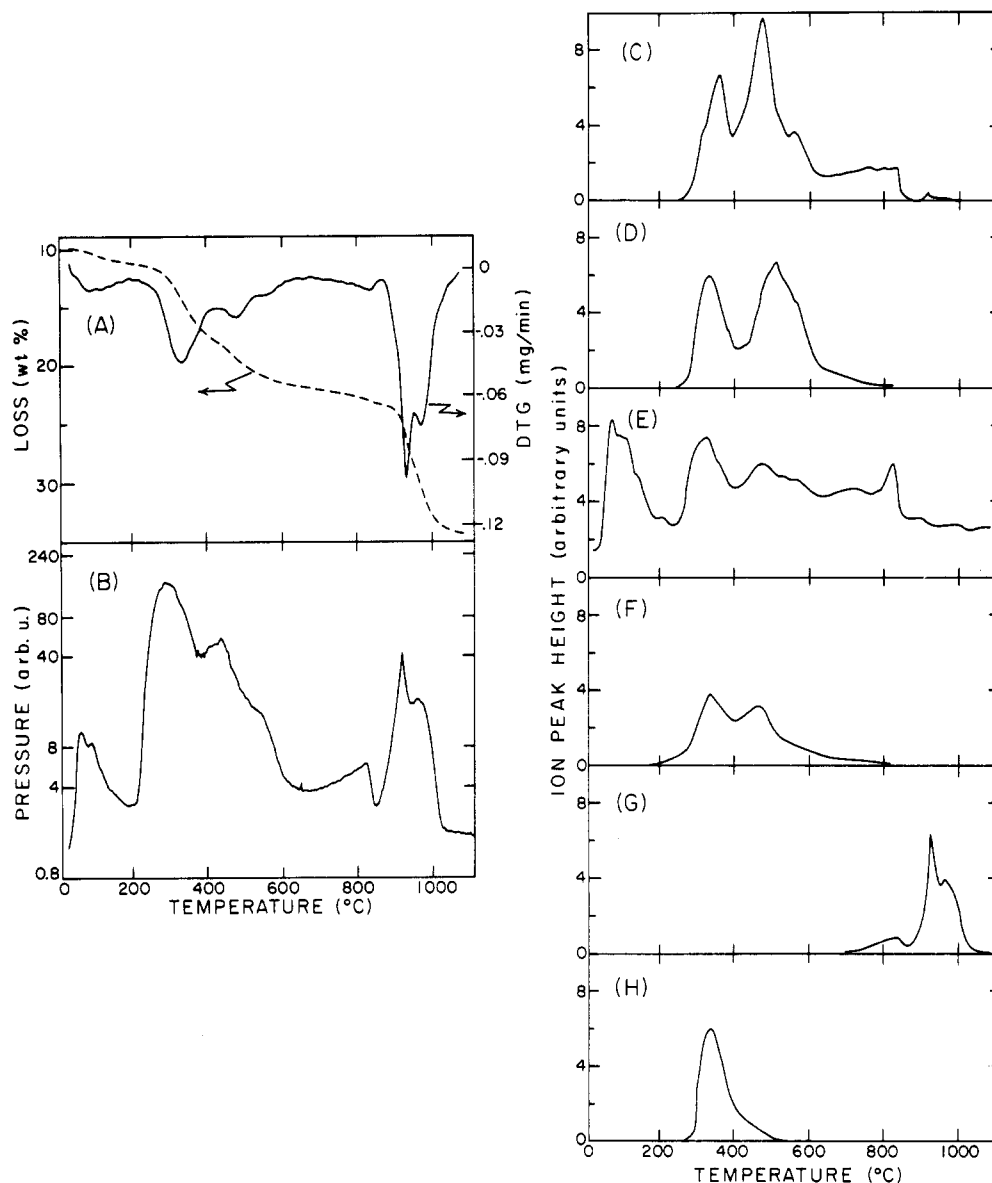 (A)
LOSS (wt %)
10
20
30
DTG (mg/min)
0
-.03
-.06
-.09
-.12
(B)
PRESSURE (arb. u.)
240
80
40
8
4
0.8
0 200 400 600 800 1000
TEMPERATURE (°C)
ION PEAK HEIGHT (arbitrary units)
(C)
8
4
0
(D)
8
4
0
(E)
8
4
0
(F)
8
4
0
(G)
8
4
0
(H)
8
4
0
200 400 600 800 1000
TEMPERATURE (°C)